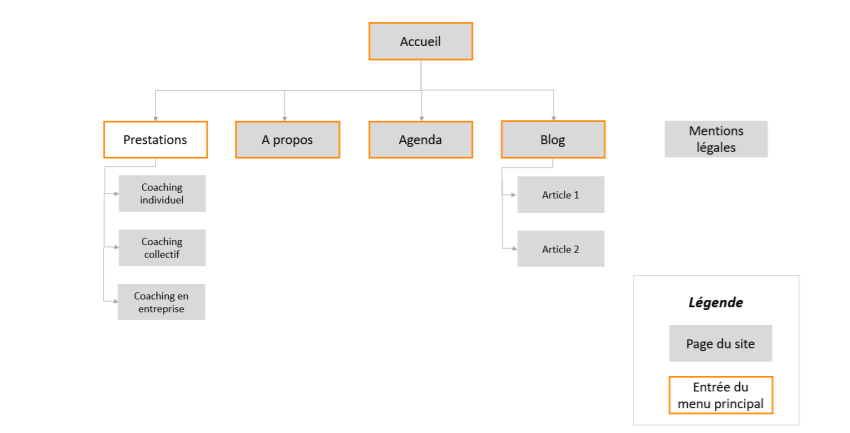 Accueil
Prestations
A propos
Agenda
Blog
Mentions
légales
Coaching
individuel
Coaching
collectif
Coaching en
entreprise
Article 1
Article 2
Légende
Page du site
Entrée du
menu principal